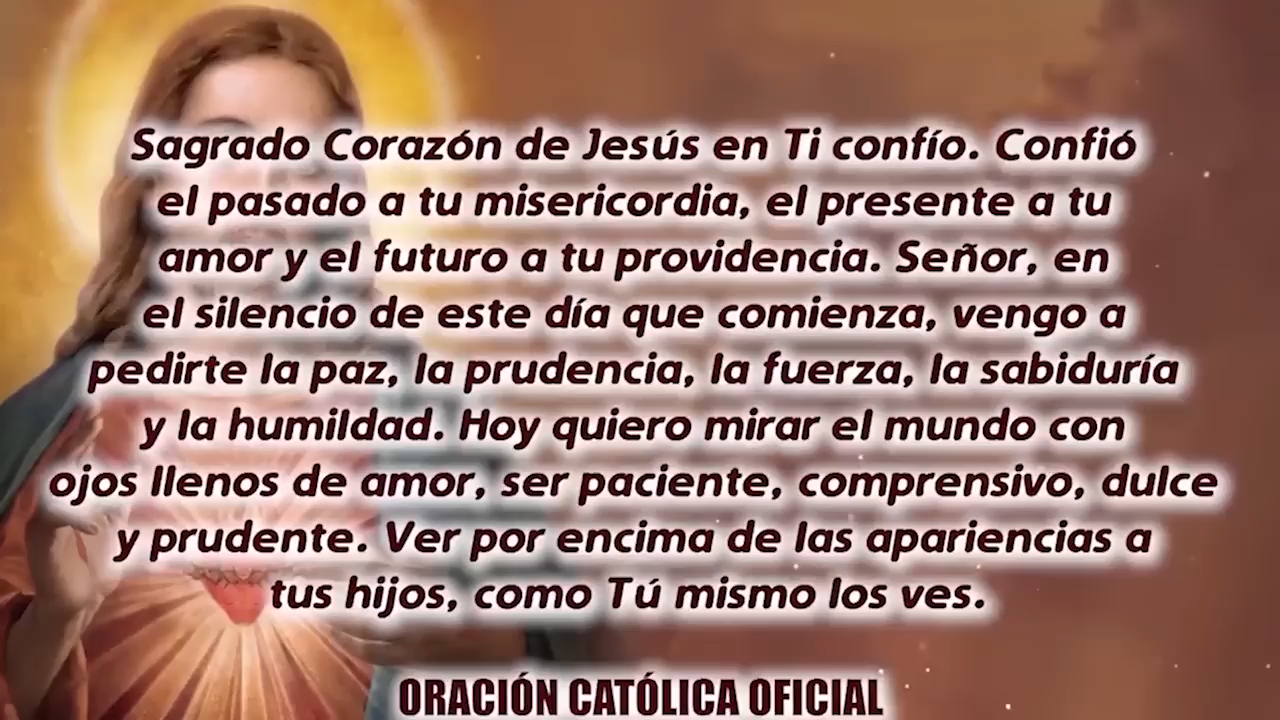 Sagrado Corazón de Jesús en Ti confío. Confió
el pasado a tu misericordia, el presente a tu
amor y el futuro a tu providencia. Señor, en
el silencio de este día que comienza, vengo a
pedirte la paz, la prudencia, la fuerza, la sabiduría
y la humildad. Hoy quiero mirar el mundo con
ojos llenos de amor, ser paciente, comprensivo, dulce
y prudente. Ver por encima de las apariencias a
tus hijos, como Tú mismo los ves.
ORACIÓN CATÓLICA OFICIAL